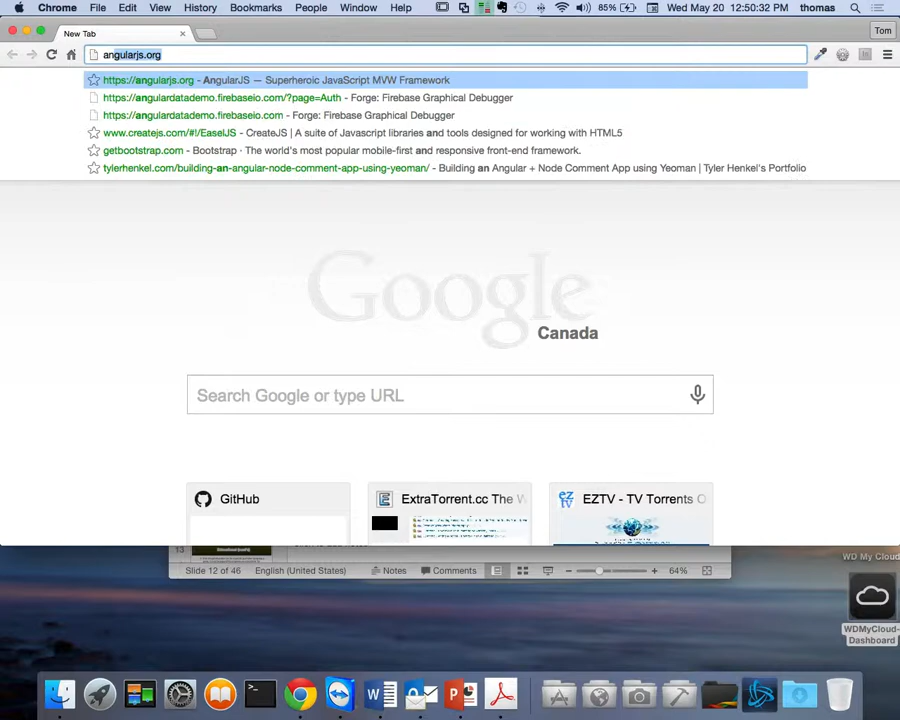 Chrome File Edit View History Bookmarks People Window Help 85% Wed May 20 12:50:32 PM thomas
New Tab Tom
angularjs.org
https://angularjs.org - AngularJS — Superheroic JavaScript MVW Framework
https://angulardatademo.firebaseio.com/?page=Auth - Forge: Firebase Graphical Debugger
https://angulardatademo.firebaseio.com - Forge: Firebase Graphical Debugger
www.createjs.com/#!/EaselJS - CreateJS | A suite of Javascript libraries and tools designed for working with HTML5
getbootstrap.com - Bootstrap · The world's most popular mobile-first and responsive front-end framework.
tylerhenkel.com/building-an-angular-node-comment-app-using-yeoman/ - Building an Angular + Node Comment App using Yeoman | Tyler Henkel's Portfolio
Google
Canada
Search Google or type URL
GitHub ExtraTorrent.cc The EZTV - TV Torrents
13
Slide 12 of 46 English (United States) Notes Comments 64%
WD My Cloud
WDMyCloud-
Dashboard